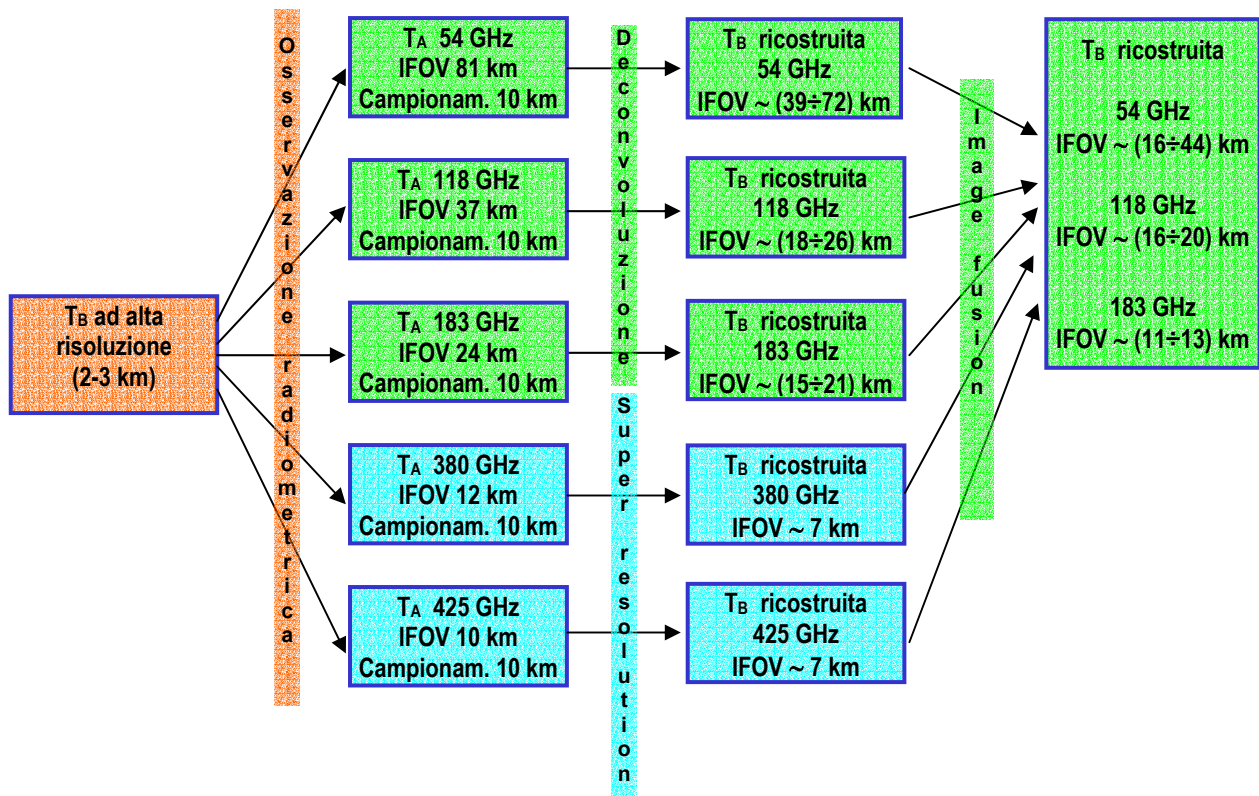 TB ad alta
risoluzione
(2-3 km)
Osservazione radiometrica
TA 54 GHz
IFOV 81 km
Campionam. 10 km
TA 118 GHz
IFOV 37 km
Campionam. 10 km
TA 183 GHz
IFOV 24 km
Campionam. 10 km
TA 380 GHz
IFOV 12 km
Campionam. 10 km
TA 425 GHz
IFOV 10 km
Campionam. 10 km
Deconvoluzione
Super resolution
TB ricostruita
54 GHz
IFOV ~ (39÷72) km
TB ricostruita
118 GHz
IFOV ~ (18÷26) km
TB ricostruita
183 GHz
IFOV ~ (15÷21) km
TB ricostruita
380 GHz
IFOV ~ 7 km
TB ricostruita
425 GHz
IFOV ~ 7 km
Image fusion
TB ricostruita
54 GHz
IFOV ~ (16÷44) km
118 GHz
IFOV ~ (16÷20) km
183 GHz
IFOV ~ (11÷13) km